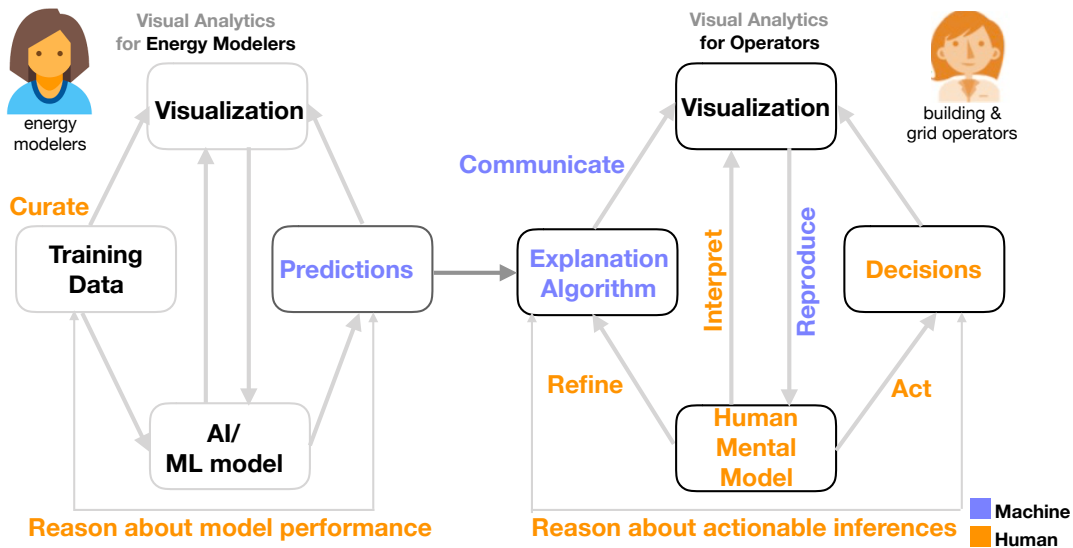 Visual Analytics
for Energy Modelers
energy
modelers
Visualization
Curate
Training
Data
Predictions
AI/
ML model
Reason about model performance
Visual Analytics
for Operators
building &
grid operators
Visualization
Communicate
Explanation
Algorithm
Interpret
Reproduce
Decisions
Refine
Act
Human
Mental
Model
Reason about actionable inferences
Machine
Human